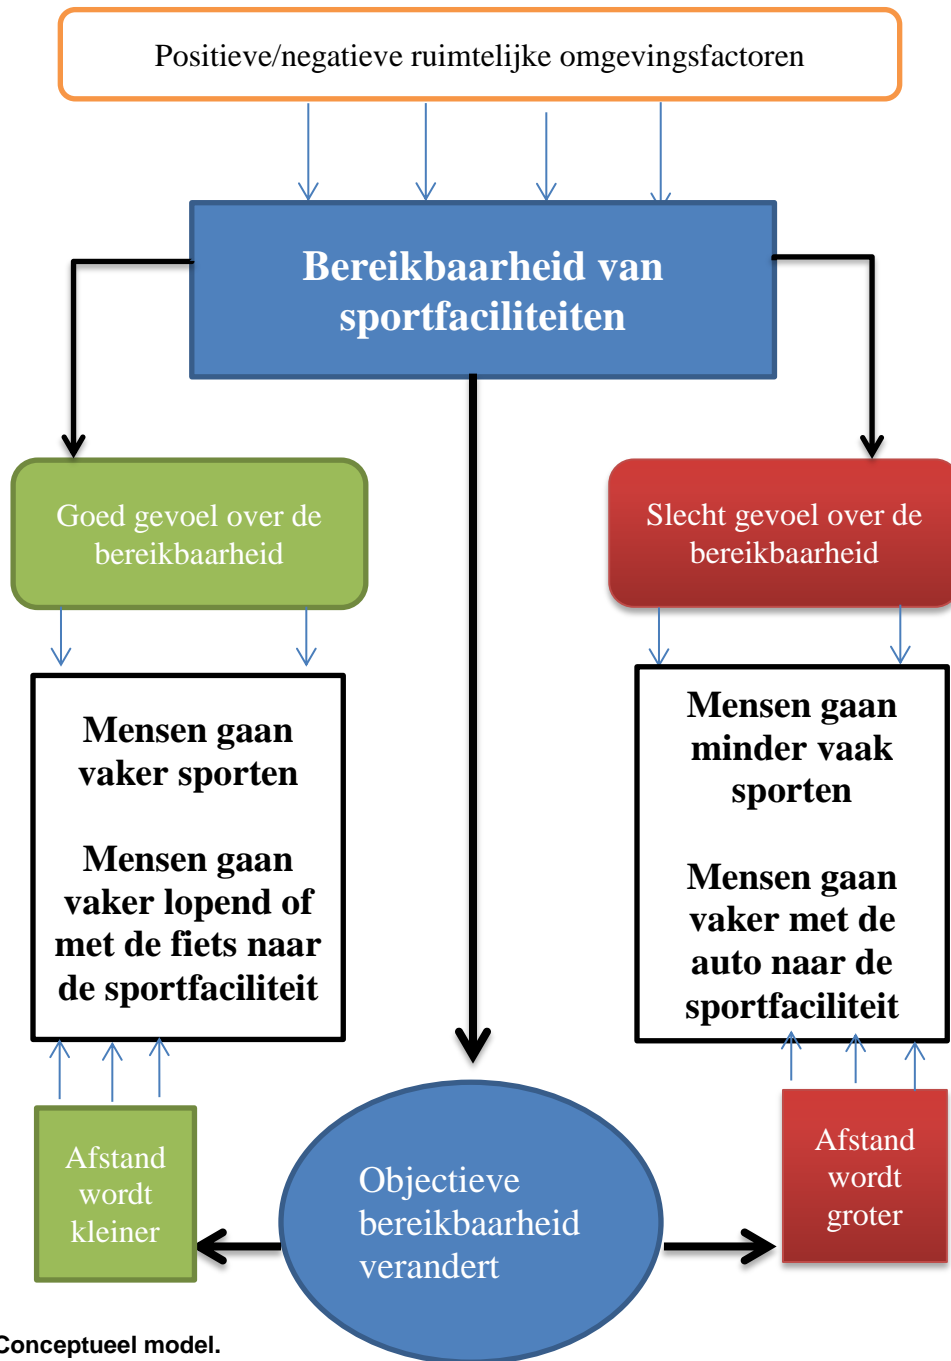 Positieve/negatieve ruimtelijke omgevingsfactoren
Bereikbaarheid van
sportfaciliteiten
Goed gevoel over de
bereikbaarheid
Slecht gevoel over de
bereikbaarheid
Mensen gaan
vaker sporten
Mensen gaan
vaker lopend of
met de fiets naar
de sportfaciliteit
Mensen gaan
minder vaak
sporten
Mensen gaan
vaker met de
auto naar de
sportfaciliteit
Afstand
wordt
kleiner
Objectieve
bereikbaarheid
verandert
Afstand
wordt
groter
Conceptueel model.